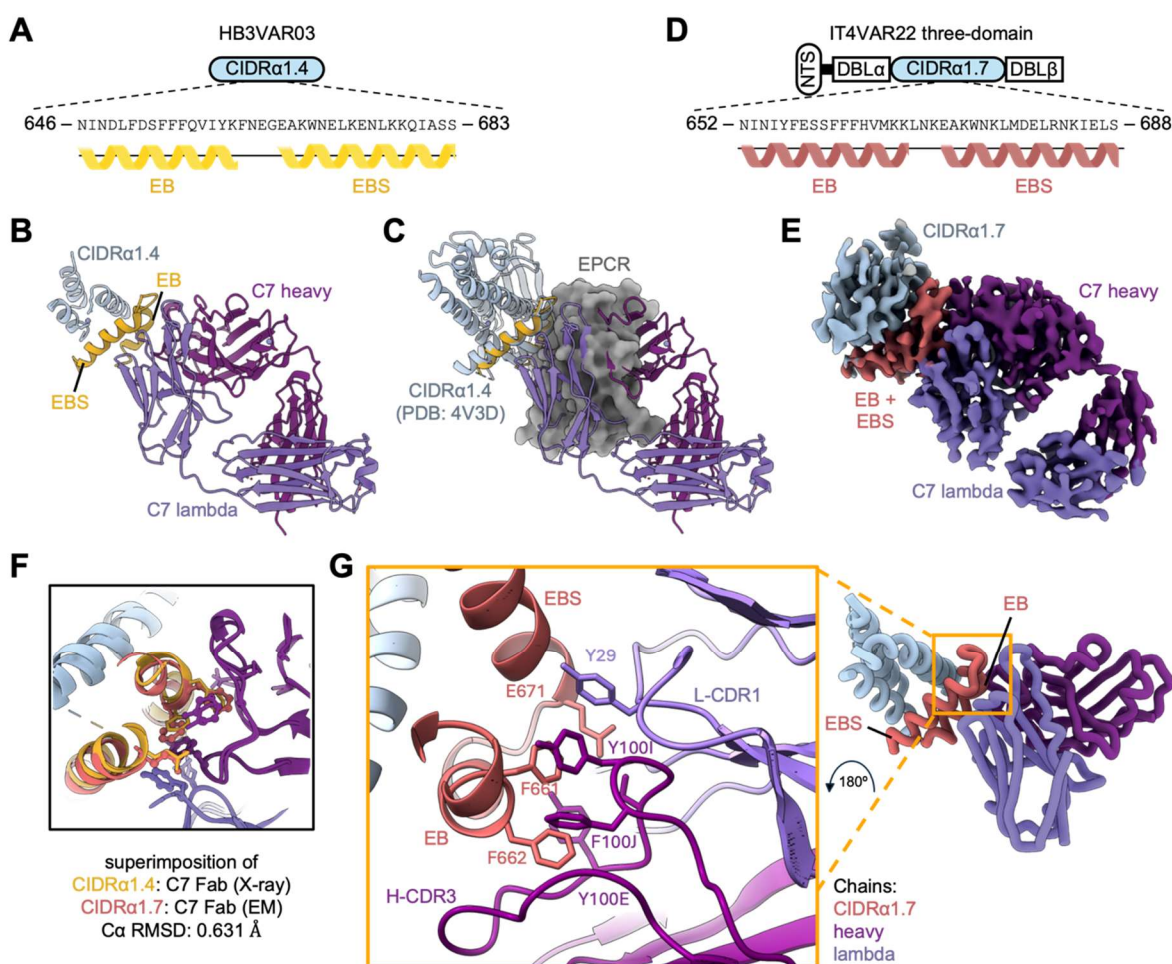 A
HB3VAR03
CIDRα1.4
646 – NINDLFDSFFFQVIYKFNEGEAKWNELKENLKKQIASS – 683
EB
EBS
D
IT4VAR22 three-domain
NTS
DBLα
CIDRα1.7
DBLβ
652 – NINIYFESSFFFHVMKKLNKEAKWNKLMDELRNKIELS – 688
EB
EBS
B
CIDRα1.4
EB
C7 heavy
EBS
C7 lambda
C
EPCR
CIDRα1.4
(PDB: 4V3D)
E
CIDRα1.7
C7 heavy
EB +
EBS
C7 lambda
F
superimposition of
CIDRα1.4: C7 Fab (X-ray)
CIDRα1.7: C7 Fab (EM)
Cα RMSD: 0.631 Å
G
EBS
Y29
E671
L-CDR1
Y100I
F661
EB
F100J
F662
H-CDR3
Y100E
EB
EBS
180º
Chains:
CIDRα1.7
heavy
lambda